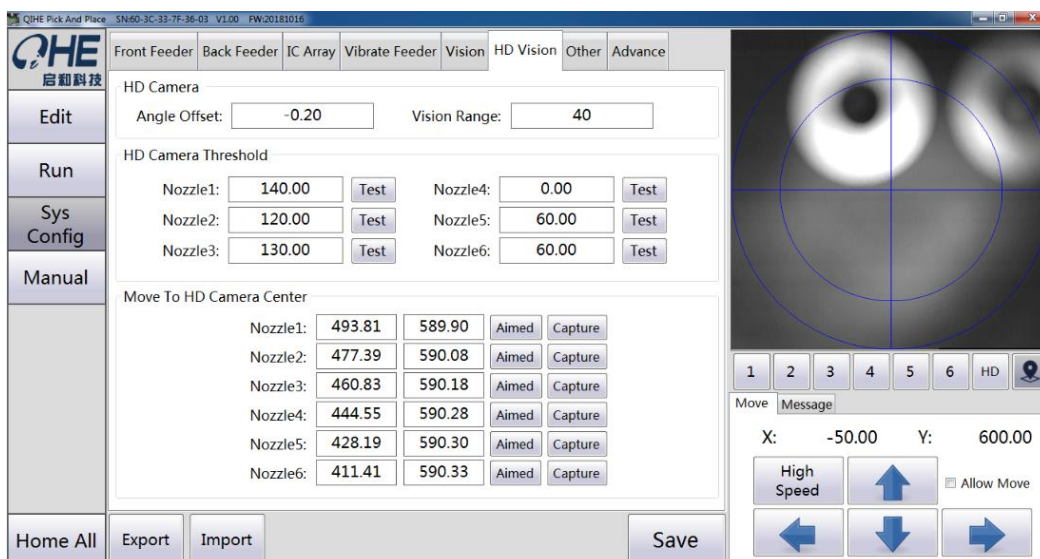 QIHE Pick And Place SN:60-3C-33-7F-36-03 V1.00 FW:20181016
QiHE
启和科技
Edit
Run
Sys
Config
Manual
Home All
Front Feeder Back Feeder IC Array Vibrate Feeder Vision HD Vision Other Advance
HD Camera
Angle Offset: -0.20 Vision Range: 40
HD Camera Threshold
Nozzle1: 140.00 Test Nozzle4: 0.00 Test
Nozzle2: 120.00 Test Nozzle5: 60.00 Test
Nozzle3: 130.00 Test Nozzle6: 60.00 Test
Move To HD Camera Center
Nozzle1: 493.81 589.90 Aimed Capture
Nozzle2: 477.39 590.08 Aimed Capture
Nozzle3: 460.83 590.18 Aimed Capture
Nozzle4: 444.55 590.28 Aimed Capture
Nozzle5: 428.19 590.30 Aimed Capture
Nozzle6: 411.41 590.33 Aimed Capture
Export Import Save
1 2 3 4 5 6 HD
Move Message
X: -50.00 Y: 600.00
High
Speed
Allow Move